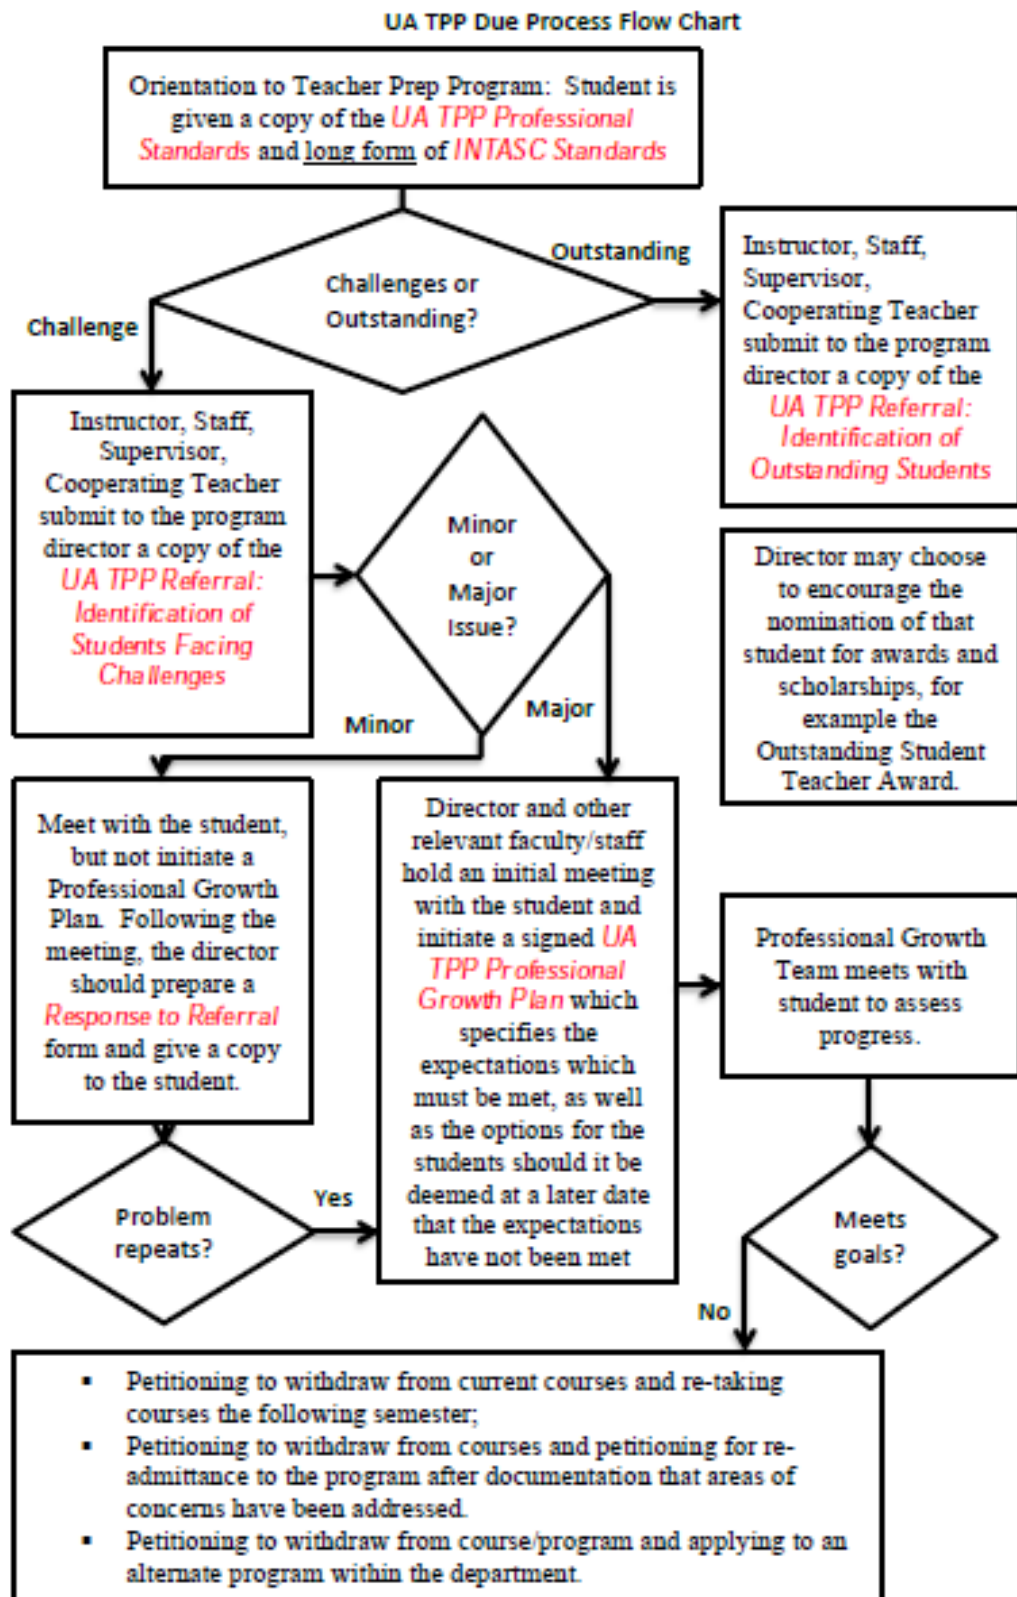 UA TPP Due Process Flow Chart
Orientation to Teacher Prep Program: Student is
given a copy of the UA TPP Professional
Standards and long form of INTASC Standards
Challenges or
Outstanding?
Outstanding
Challenge
Instructor, Staff,
Supervisor,
Cooperating Teacher
submit to the program
director a copy of the
UA TPP Referral:
Identification of
Outstanding Students
Instructor, Staff,
Supervisor,
Cooperating Teacher
submit to the program
director a copy of the
UA TPP Referral:
Identification of
Students Facing
Challenges
Minor
or
Major
Issue?
Director may choose
to encourage the
nomination of that
student for awards and
scholarships, for
example the
Outstanding Student
Teacher Award.
Minor
Major
Meet with the student,
but not initiate a
Professional Growth
Plan. Following the
meeting, the director
should prepare a
Response to Referral
form and give a copy
to the student.
Director and other
relevant faculty/staff
hold an initial meeting
with the student and
initiate a signed UA
TPP Professional
Growth Plan which
specifies the
expectations which
must be met, as well
as the options for the
students should it be
deemed at a later date
that the expectations
have not been met
Professional Growth
Team meets with
student to assess
progress.
Problem
repeats?
Yes
Meets
goals?
No
▪ Petitioning to withdraw from current courses and re-taking
courses the following semester;
▪ Petitioning to withdraw from courses and petitioning for re-
admittance to the program after documentation that areas of
concerns have been addressed.
▪ Petitioning to withdraw from course/program and applying to an
alternate program within the department.